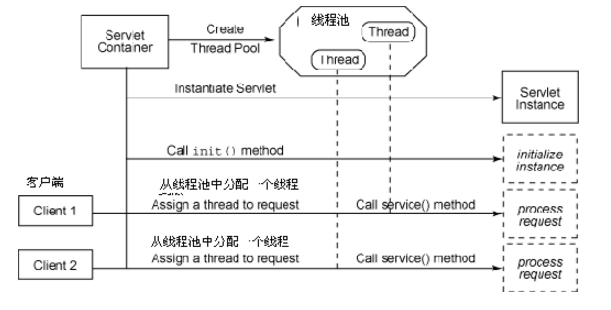 Servlet
Container
Create
Thread Pool
线程池
Thread
Thread
Instantiate Servlet
Servlet
Instance
Call init() method
initialize
instance
客户端
从线程池中分配一个线程
Client 1
Assign a thread to request
Call service() method
process
request
从线程池中分配一个线程
Client 2
Assign a thread to request
Call service() method
process
request